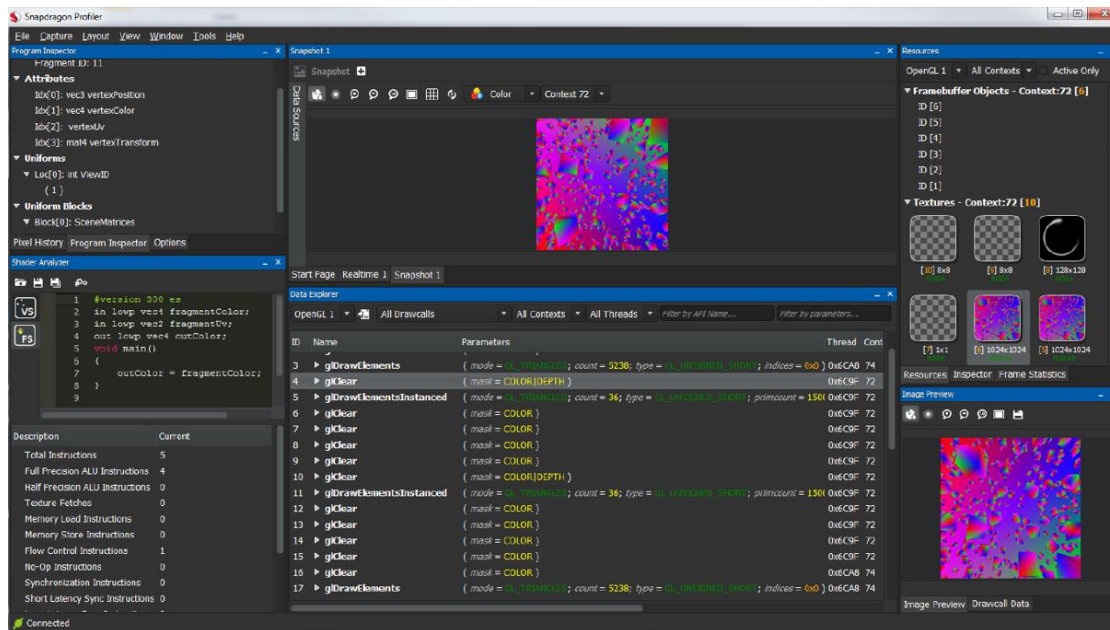 Snapdragon Profiler
File Capture Layout View Window Tools Help
Program Inspector
Fragment ID: 11
Attributes
Idx[0]: vec3 vertexPosition
Idx[1]: vec4 vertexColor
Idx[2]: vertexUv
Idx[3]: mat4 vertexTransform
Uniforms
Loc[0]: int ViewID
( 1 )
Uniform Blocks
Block[0]: SceneMatrices
Pixel History Program Inspector Options
Shader Analyzer
VS
FS
1 #version 300 es
2 in lowp vec4 fragmentColor;
3 in lowp vec2 fragmentUv;
4 out lowp vec4 outColor;
5 void main()
6 {
7 outColor = fragmentColor;
8 }
9
Description Current
Total Instructions 5
Full Precision ALU Instructions 4
Half Precision ALU Instructions 0
Texture Fetches 0
Memory Load Instructions 0
Memory Store Instructions 0
Flow Control Instructions 1
No-Op Instructions 0
Synchronization Instructions 0
Short Latency Sync Instructions 0
Connected
Snapshot 1
Snapshot
Data Sources
Color Context 72
Start Page Realtime 1 Snapshot 1
Data Explorer
OpenGL 1 All Drawcalls All Contexts All Threads Filter by API Name... Filter by parameters...
ID Name Parameters Thread Cont
3 glDrawElements ( mode = GL_TRIANGLES; count = 5238; type = GL_UNSIGNED_SHORT; indices = 0x0 ) 0x6CA8 74
4 glClear ( mask = COLOR|DEPTH ) 0x6C9F 72
5 glDrawElementsInstanced ( mode = GL_TRIANGLES; count = 36; type = GL_UNSIGNED_SHORT; primcount = 1500 0x6C9F 72
6 glClear ( mask = COLOR ) 0x6C9F 72
7 glClear ( mask = COLOR ) 0x6C9F 72
8 glClear ( mask = COLOR ) 0x6C9F 72
9 glClear ( mask = COLOR ) 0x6C9F 72
10 glClear ( mask = COLOR|DEPTH ) 0x6C9F 72
11 glDrawElementsInstanced ( mode = GL_TRIANGLES; count = 36; type = GL_UNSIGNED_SHORT; primcount = 1500 0x6C9F 72
12 glClear ( mask = COLOR ) 0x6C9F 72
13 glClear ( mask = COLOR ) 0x6C9F 72
14 glClear ( mask = COLOR ) 0x6C9F 72
15 glClear ( mask = COLOR ) 0x6C9F 72
16 glClear ( mask = COLOR ) 0x6CA8 74
17 glDrawElements ( mode = GL_TRIANGLES; count = 5238; type = GL_UNSIGNED_SHORT; indices = 0x0 ) 0x6CA8 74
Resources
OpenGL 1 All Contexts Active Only
Framebuffer Objects - Context:72 [6]
ID [6]
ID [5]
ID [4]
ID [3]
ID [2]
ID [1]
Textures - Context:72 [10]
[10] 8x8
[9] 8x8
[8] 128x128
[7] 1x1
[6] 1024x1024
1024x1024
Resources Inspector Frame Statistics
Image Preview
Image Preview Drawcall Data